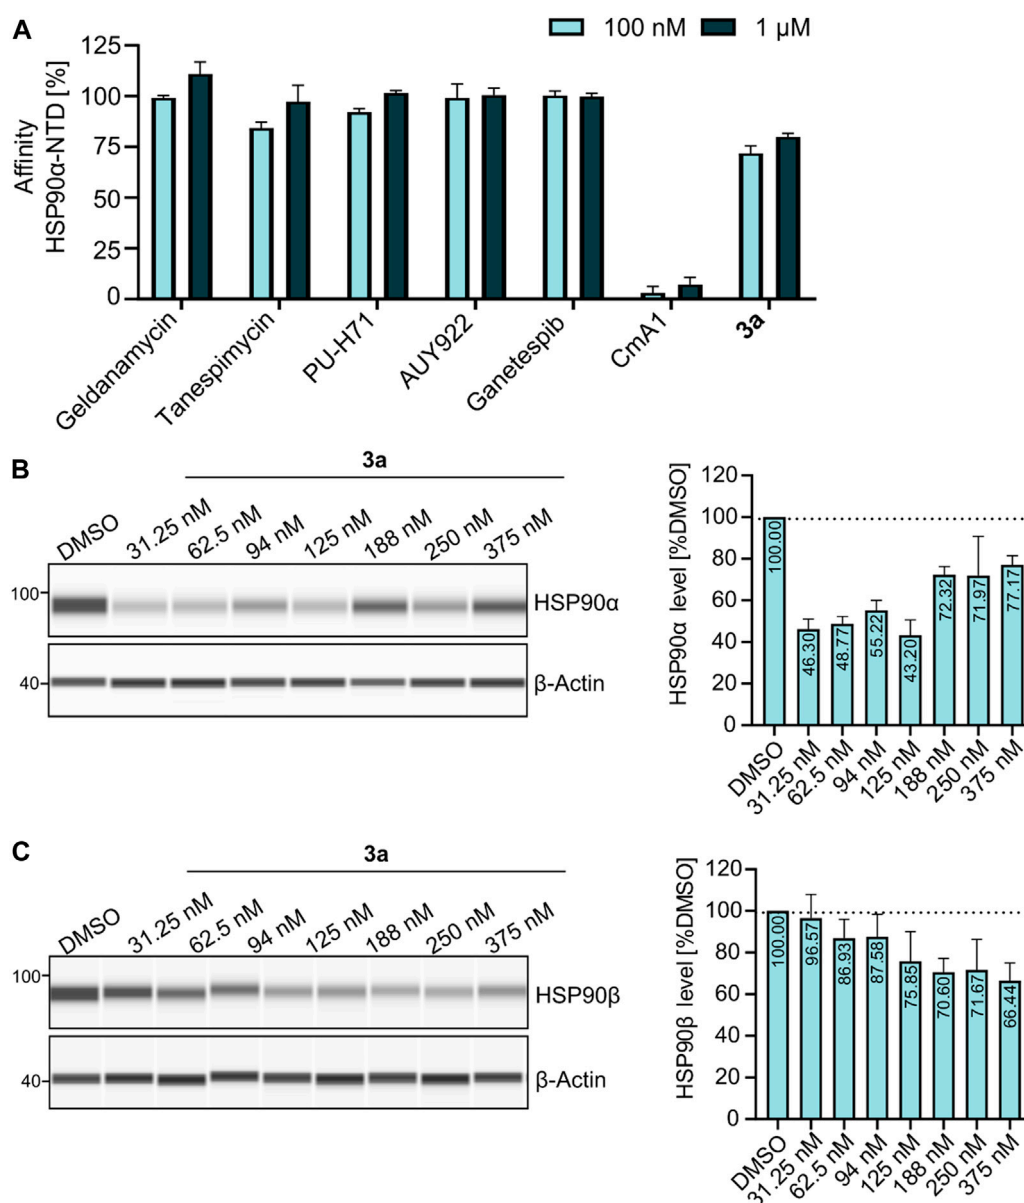 A
100 nM 1 µM
Affinity
HSP90α-NTD [%]
125
100
75
50
25
0
Geldanamycin
Tanespimycin
PU-H71
AUY922
Ganetespib
CmA1
3a
B
3a
DMSO
31.25 nM
62.5 nM
94 nM
125 nM
188 nM
250 nM
375 nM
100
HSP90α
40
β-Actin
HSP90α level [%DMSO]
120
100
80
60
40
20
0
100.00
46.30
48.77
55.22
43.20
72.32
71.97
77.17
DMSO
31.25 nM
62.5 nM
94 nM
125 nM
188 nM
250 nM
375 nM
C
3a
DMSO
31.25 nM
62.5 nM
94 nM
125 nM
188 nM
250 nM
375 nM
100
HSP90β
40
β-Actin
HSP90β level [%DMSO]
120
100
80
60
40
20
0
100.00
96.57
86.93
87.58
75.85
70.60
71.67
66.44
DMSO
31.25 nM
62.5 nM
94 nM
125 nM
188 nM
250 nM
375 nM